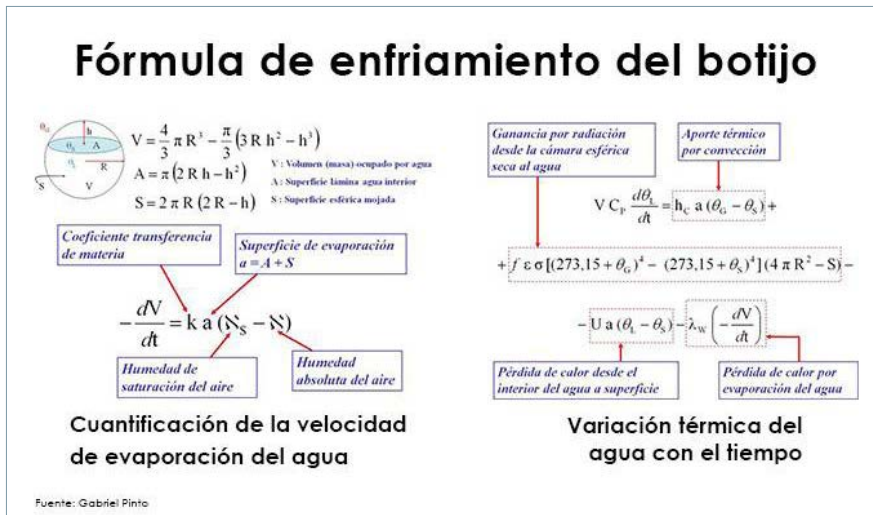 Fórmula de enfriamiento del botijo
θG
h
θS
A
θL
R
S
V
V = 4/3 π R³ − π/3 (3 R h² − h³)
A = π(2 R h − h²)
S = 2 π R (2 R − h)
V : Volumen (masa) ocupado por agua
A : Superficie lámina agua interior
S : Superficie esférica mojada
Coeficiente transferencia
de materia
Superficie de evaporación
a = A + S
− dV/dt = k a (ℵS − ℵ)
Humedad de
saturación del aire
Humedad
absoluta del aire
Cuantificación de la velocidad
de evaporación del agua
Ganancia por radiación
desde la cámara esférica
seca al agua
Aporte térmico
por convección
V CP dθL/dt = hC a (θG − θS) +
+ f ε σ [(273,15 + θG)⁴ − (273,15 + θS)⁴] (4 π R² − S) −
− U a (θL − θS) − λW (− dV/dt)
Pérdida de calor desde el
interior del agua a superficie
Pérdida de calor por
evaporación del agua
Variación térmica del
agua con el tiempo
Fuente: Gabriel Pinto